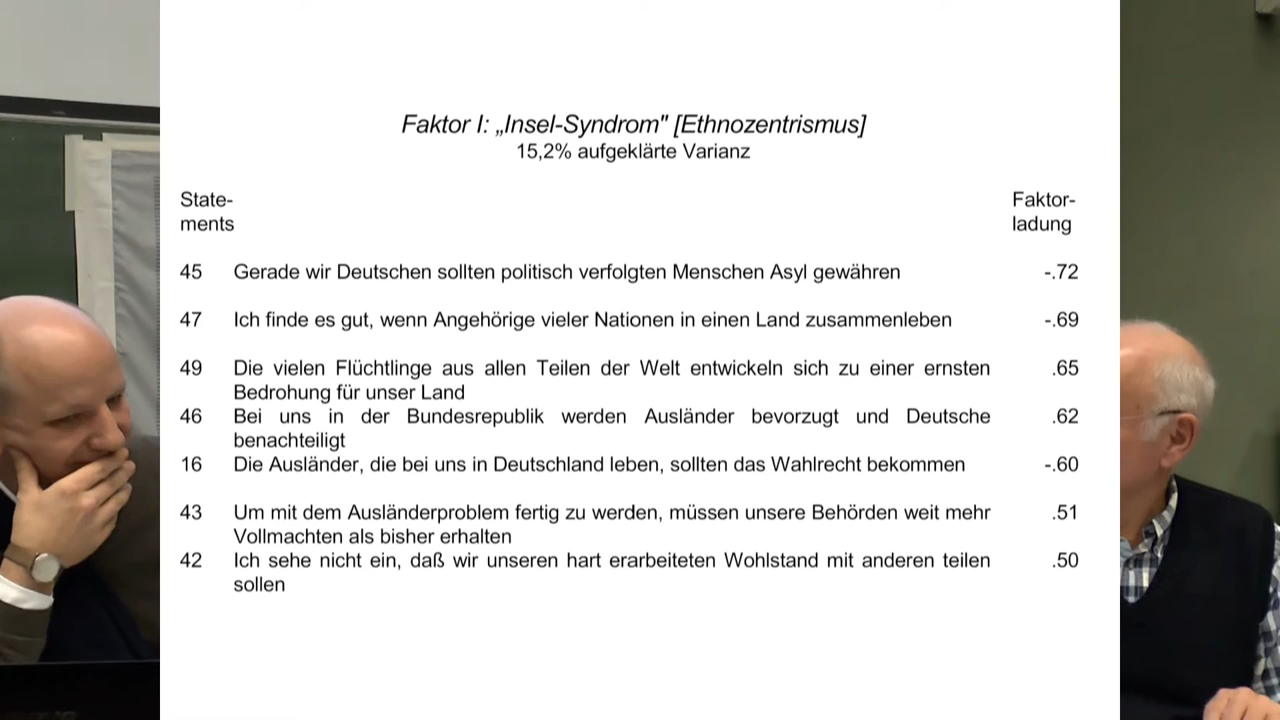 Faktor I: „Insel-Syndrom" [Ethnozentrismus]
15,2% aufgeklärte Varianz
State- Faktor-
ments ladung
45 Gerade wir Deutschen sollten politisch verfolgten Menschen Asyl gewähren -.72
47 Ich finde es gut, wenn Angehörige vieler Nationen in einen Land zusammenleben -.69
49 Die vielen Flüchtlinge aus allen Teilen der Welt entwickeln sich zu einer ernsten .65
Bedrohung für unser Land
46 Bei uns in der Bundesrepublik werden Ausländer bevorzugt und Deutsche .62
benachteiligt
16 Die Ausländer, die bei uns in Deutschland leben, sollten das Wahlrecht bekommen -.60
43 Um mit dem Ausländerproblem fertig zu werden, müssen unsere Behörden weit mehr .51
Vollmachten als bisher erhalten
42 Ich sehe nicht ein, daß wir unseren hart erarbeiteten Wohlstand mit anderen teilen .50
sollen